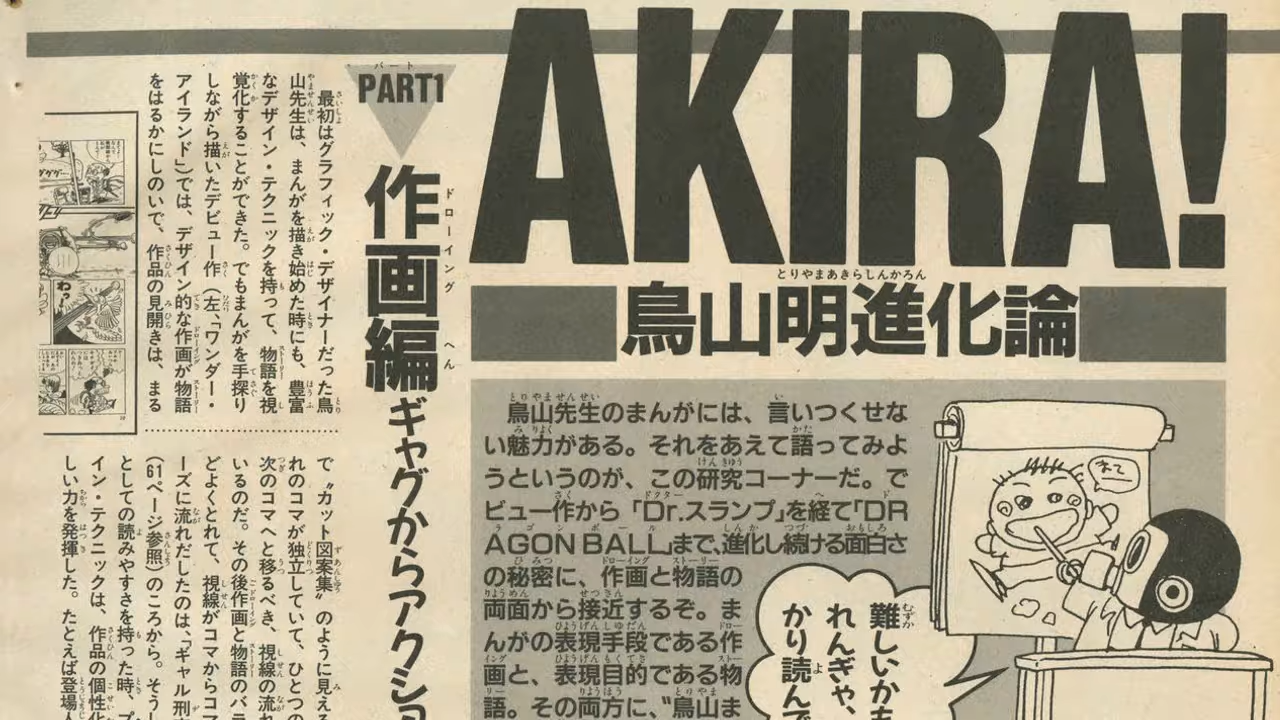 AKIRA!
とりやまあきらしんかろん
鳥山明進化論
鳥山先生のまんがには、言いつくせな
い魅力がある。それをあえて語ってみよ
うというのが、この研究コーナーだ。デ
ビュー作から「Dr.スランプ」を経て「DR
AGON BALL」まで、進化し続ける面白さ
の秘密に、作画と物語の
両面から接近するぞ。ま
んがの表現手段である作
画と、表現目的である物
語。その両方に、"鳥山ま
難しいかも
れんぎゃ、
かり読んで
PART1
パート
作画編
ドローイング へん
ギャグからアクショ
最初はグラフィック・デザイナーだった鳥
山先生は、まんがを描き始めた時にも、豊富
なデザイン・テクニックを持って、物語を視
覚化することができた。でもまんがを手探り
しながら描いたデビュー作(左、「ワンダー・
アイランド」)では、デザイン的な作画が物語
をはるかにしのいで、作品の見開きは、まる
で"カット図案集"のように見える
れのコマが独立していて、ひとつの
次のコマへと移るべき、視線の流れ
いるのだ。その後作画と物語のバラ
どよくとれて、視線がコマからコマ
ーズに流れだしたのは、「ギャル刑事
(61ページ参照)のころから。そうし
としての読みやすさを持った時、デ
イン・テクニックは、作品の個性化
しい力を発揮した。たとえば登場人
わっ!